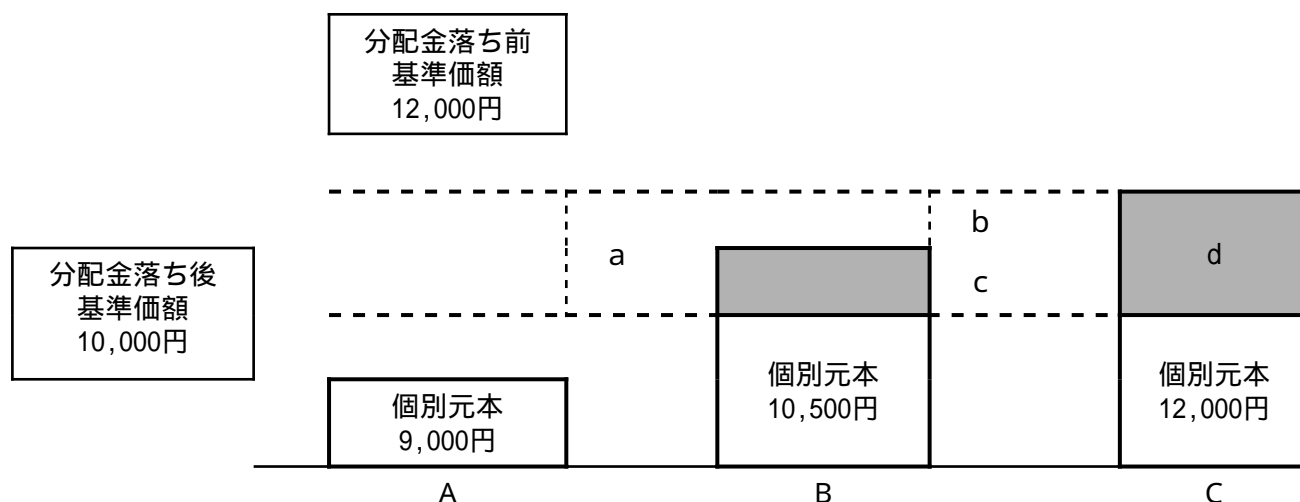 分配金落ち前
基準価額
12,000円
分配金落ち後
基準価額
10,000円
a
b
c
d
個別元本
9,000円
個別元本
10,500円
個別元本
12,000円
A
B
C